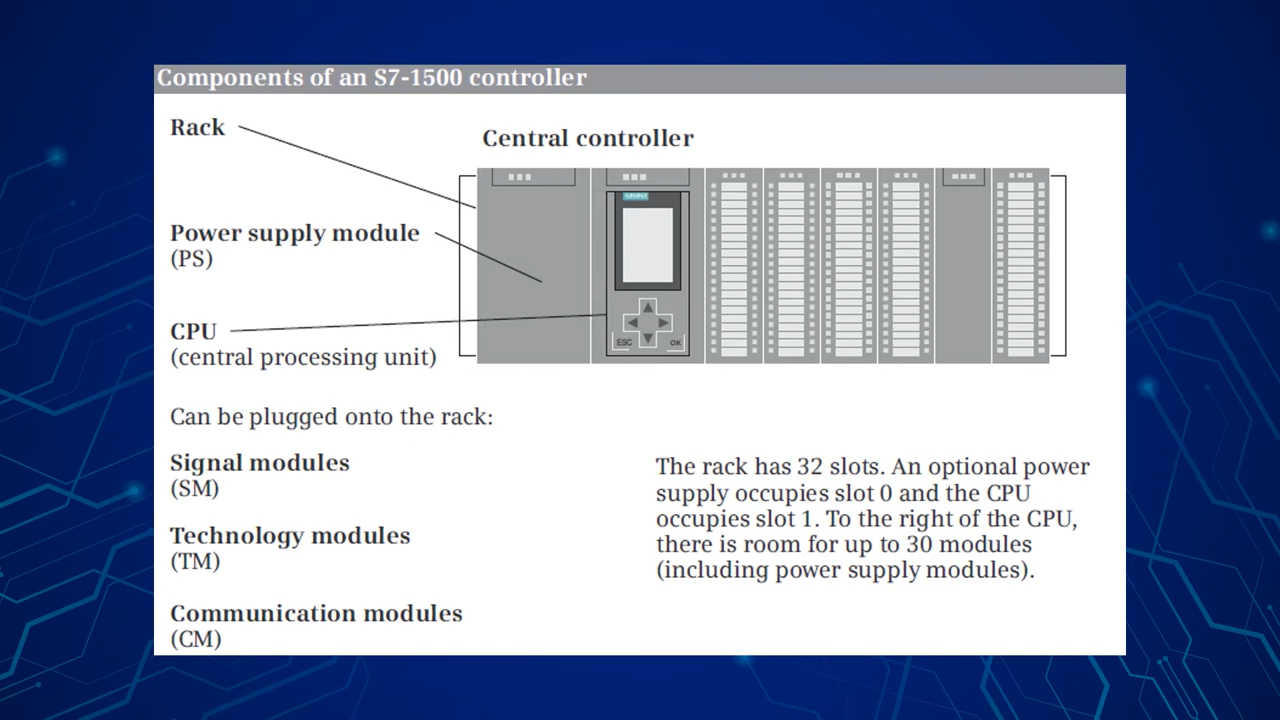 Components of an S7-1500 controller
Rack
Central controller
Power supply module
(PS)
CPU
(central processing unit)
ESC
OK
Can be plugged onto the rack:
Signal modules
(SM)
Technology modules
(TM)
Communication modules
(CM)
The rack has 32 slots. An optional power
supply occupies slot 0 and the CPU
occupies slot 1. To the right of the CPU,
there is room for up to 30 modules
(including power supply modules).